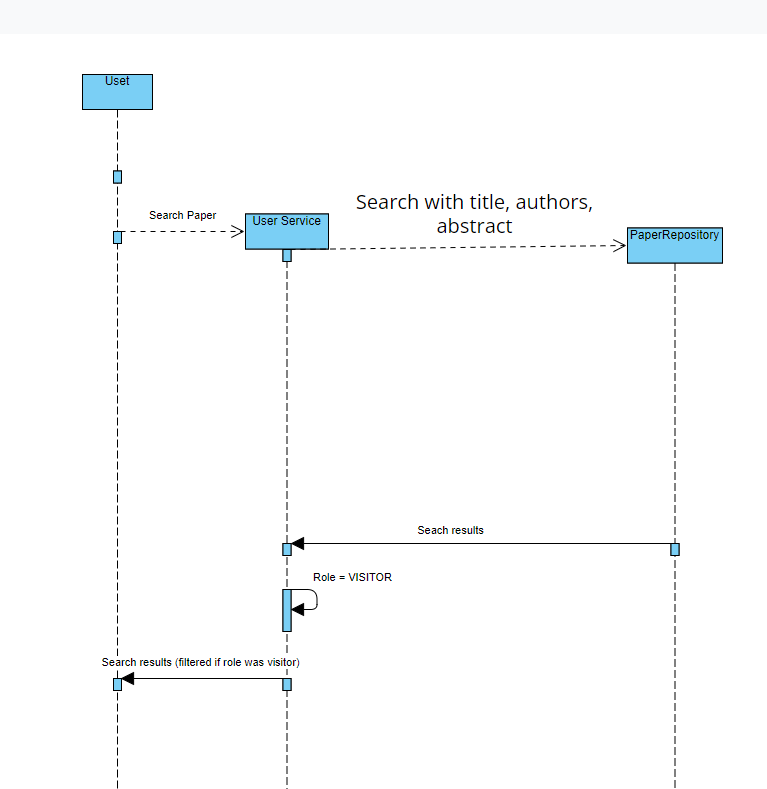 Uset
Search Paper
User Service
Search with title, authors,
abstract
PaperRepository
Seach results
Role = VISITOR
Search results (filtered if role was visitor)